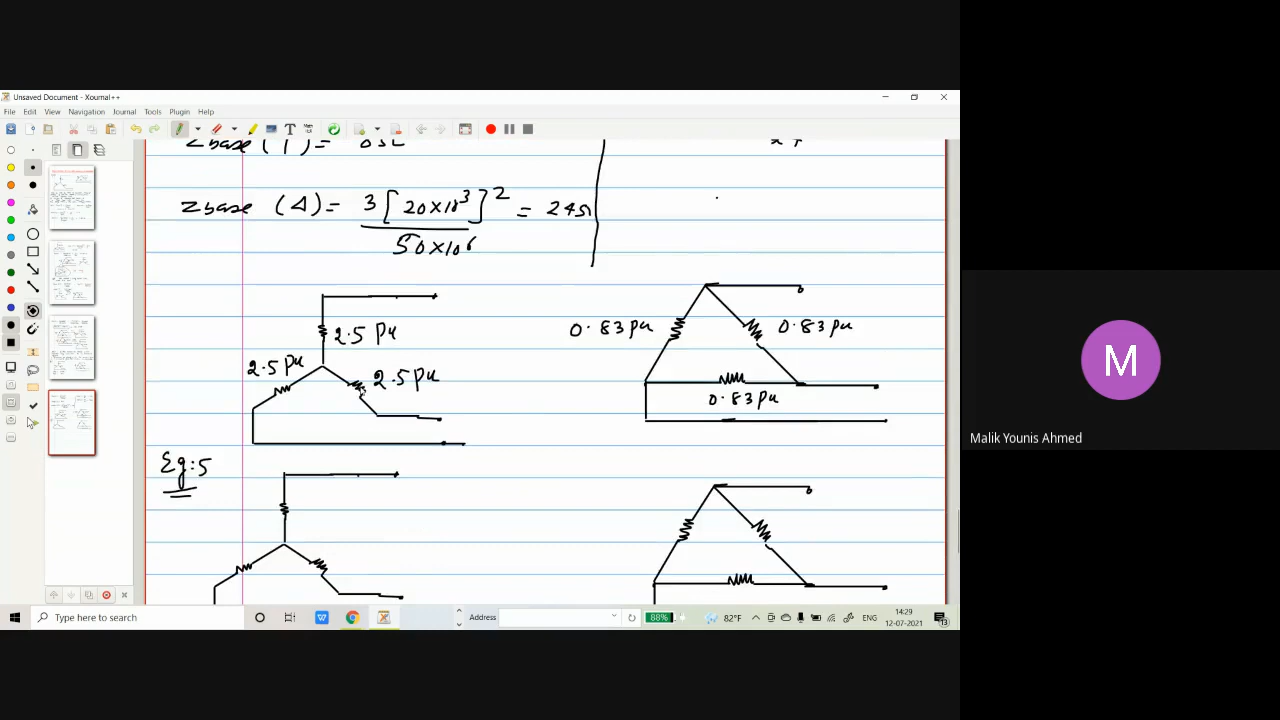 Unsaved Document - Xournal++
File Edit View Navigation Journal Tools Plugin Help
Zbase (Δ) = 3[20×10³]² / 50×10⁶ = 24Ω
2.5 pu
2.5 pu
2.5 pu
0.83 pu
0.83 pu
0.83 pu
Eg:5
M
Malik Younis Ahmed
Type here to search
Address
88%
82°F
ENG
14:29
12-07-2021